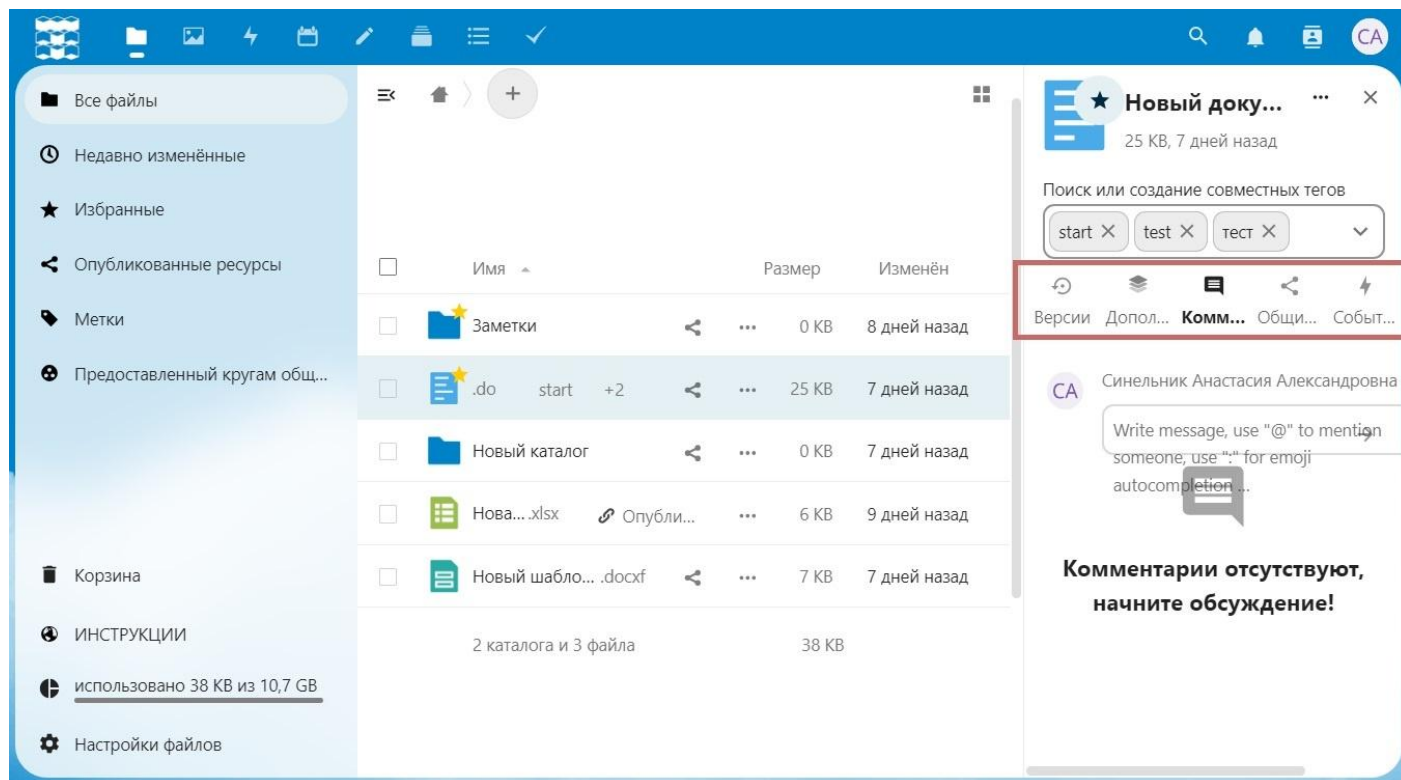 CA
Все файлы
Недавно изменённые
Избранные
Опубликованные ресурсы
Метки
Предоставленный кругам общ...
Корзина
ИНСТРУКЦИИ
использовано 38 KB из 10,7 GB
Настройки файлов
Имя Размер Изменён
Заметки 0 KB 8 дней назад
.do start +2 25 KB 7 дней назад
Новый каталог 0 KB 7 дней назад
Нова... .xlsx Опубли... 6 KB 9 дней назад
Новый шабло... .docxf 7 KB 7 дней назад
2 каталога и 3 файла 38 KB
Новый доку...
25 KB, 7 дней назад
Поиск или создание совместных тегов
start test тест
Версии Допол... Комм... Общи... Событ...
CA Синельник Анастасия Александровна
Write message, use "@" to mention
someone, use ":" for emoji
autocompletion ...
Комментарии отсутствуют,
начните обсуждение!